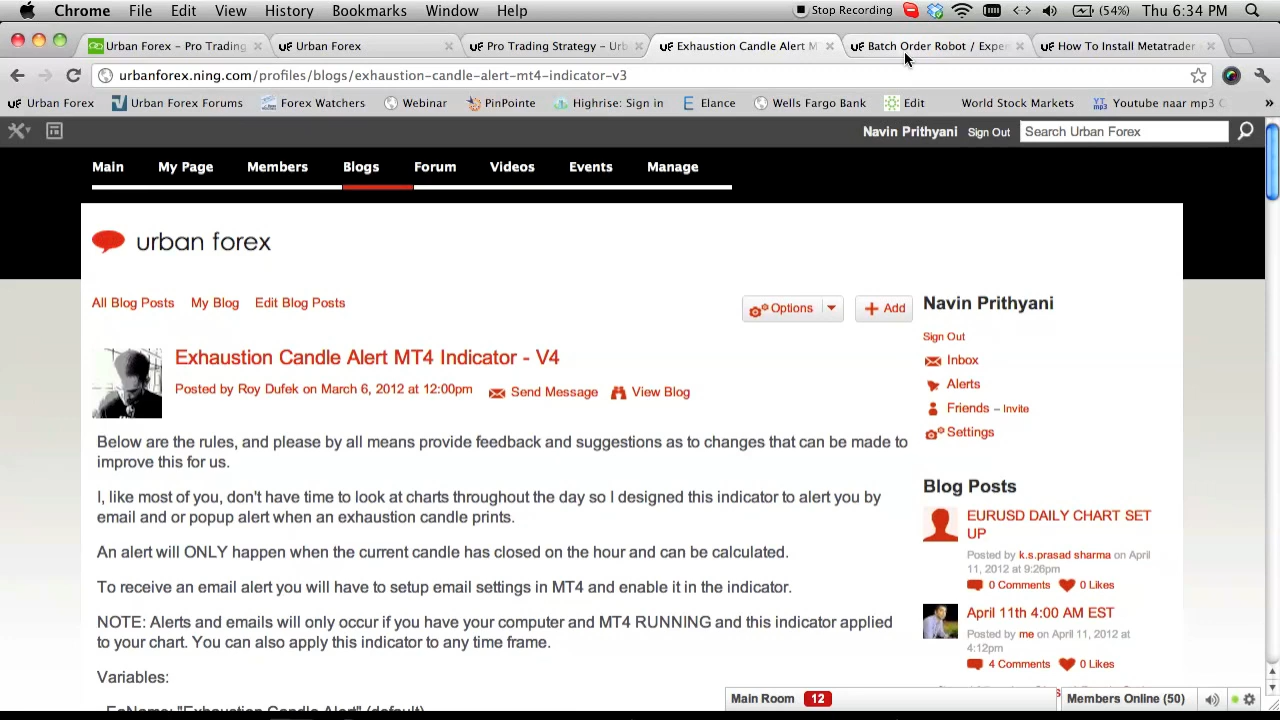 Chrome File Edit View History Bookmarks Window Help Stop Recording (54%) Thu 6:34 PM
Urban Forex - Pro Trading UF Urban Forex UF Pro Trading Strategy - Urb UF Exhaustion Candle Alert M UF Batch Order Robot / Exper UF How To Install Metatrader
urbanforex.ning.com/profiles/blogs/exhaustion-candle-alert-mt4-indicator-v3
UF Urban Forex Urban Forex Forums Forex Watchers Webinar PinPointe Highrise: Sign in E Elance Wells Fargo Bank Edit World Stock Markets YT mp3 Youtube naar mp3 C »
Navin Prithyani Sign Out Search Urban Forex
Main My Page Members Blogs Forum Videos Events Manage
urban forex
All Blog Posts My Blog Edit Blog Posts Options Add
Exhaustion Candle Alert MT4 Indicator - V4
Posted by Roy Dufek on March 6, 2012 at 12:00pm Send Message View Blog
Below are the rules, and please by all means provide feedback and suggestions as to changes that can be made to
improve this for us.
I, like most of you, don't have time to look at charts throughout the day so I designed this indicator to alert you by
email and or popup alert when an exhaustion candle prints.
An alert will ONLY happen when the current candle has closed on the hour and can be calculated.
To receive an email alert you will have to setup email settings in MT4 and enable it in the indicator.
NOTE: Alerts and emails will only occur if you have your computer and MT4 RUNNING and this indicator applied
to your chart. You can also apply this indicator to any time frame.
Variables:
EaName: "Exhaustion Candle Alert" (default)
Navin Prithyani
Sign Out
Inbox
Alerts
Friends – Invite
Settings
Blog Posts
EURUSD DAILY CHART SET
UP
Posted by k.s.prasad sharma on April
11, 2012 at 9:26pm
0 Comments 0 Likes
April 11th 4:00 AM EST
Posted by me on April 11, 2012 at
4:12pm
4 Comments 0 Likes
Main Room 12 Members Online (50)